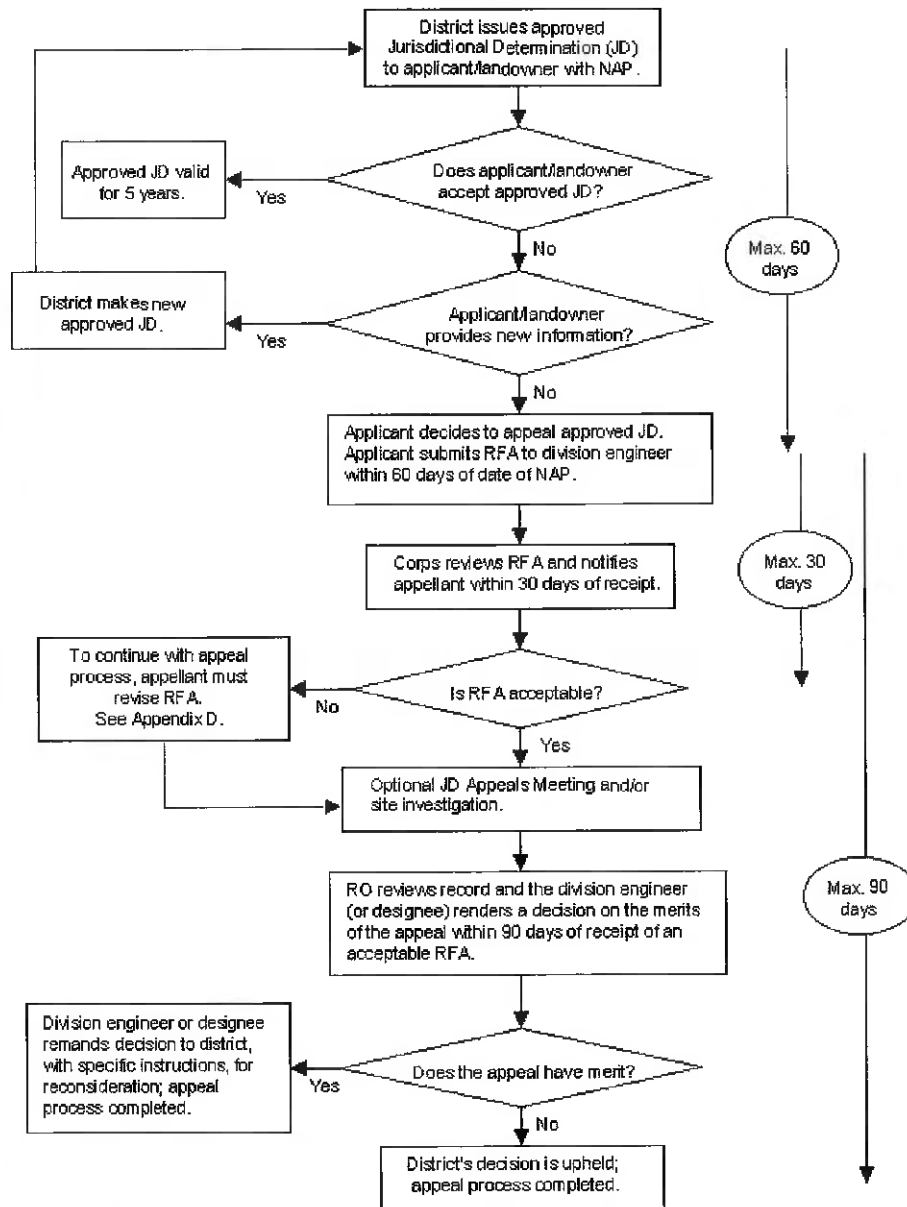 District issues approved
Jurisdictional Determination (JD)
to applicant/landowner with NAP.
Does applicant/landowner
accept approved JD?
Yes
Approved JD valid
for 5 years.
No
Max. 60
days
Applicant/landowner
provides new information?
Yes
District makes new
approved JD.
No
Applicant decides to appeal approved JD.
Applicant submits RFA to division engineer
within 60 days of date of NAP.
Corps reviews RFA and notifies
appellant within 30 days of receipt.
Max. 30
days
Is RFA acceptable?
No
To continue with appeal
process, appellant must
revise RFA.
See Appendix D.
Yes
Optional JD Appeals Meeting and/or
site investigation.
RO reviews record and the division engineer
(or designee) renders a decision on the merits
of the appeal within 90 days of receipt of an
acceptable RFA.
Max. 90
days
Does the appeal have merit?
Yes
Division engineer or designee
remands decision to district,
with specific instructions, for
reconsideration; appeal
process completed.
No
District's decision is upheld;
appeal process completed.